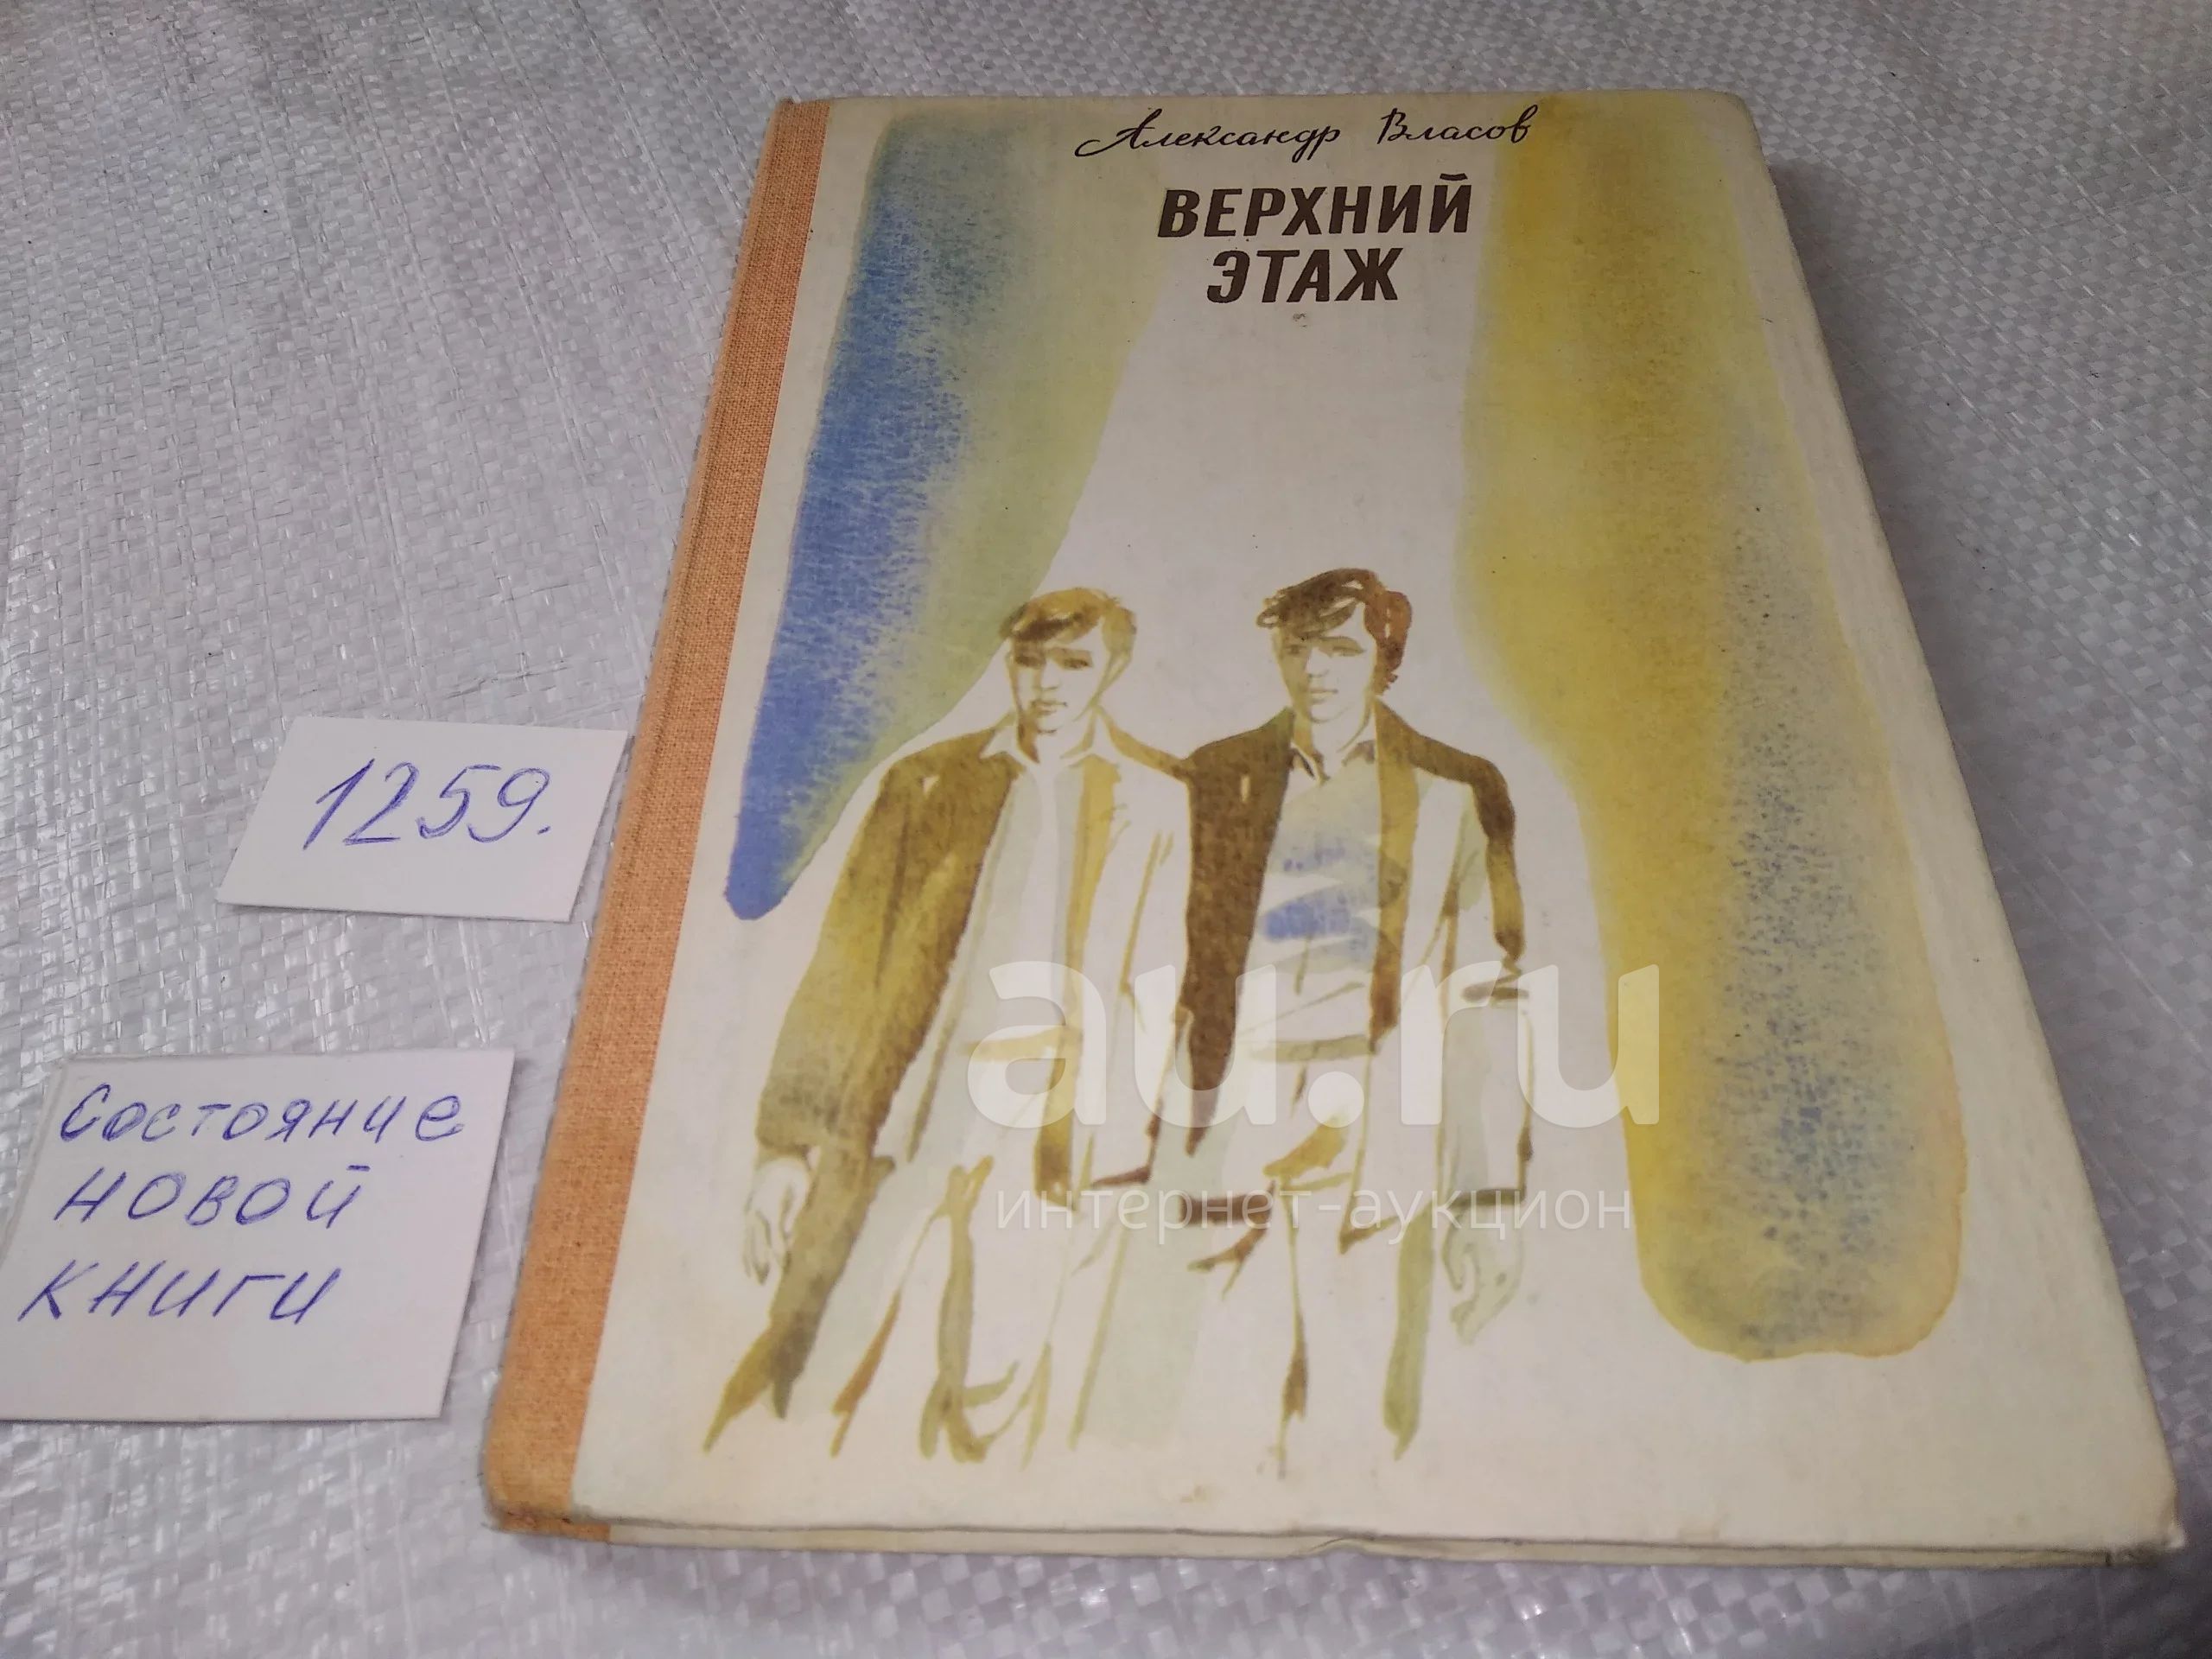 Александр Власов
ВЕРХНИЙ
ЭТАЖ
1259.
Состояние
новой
книги
au.ru
интернет-аукцион